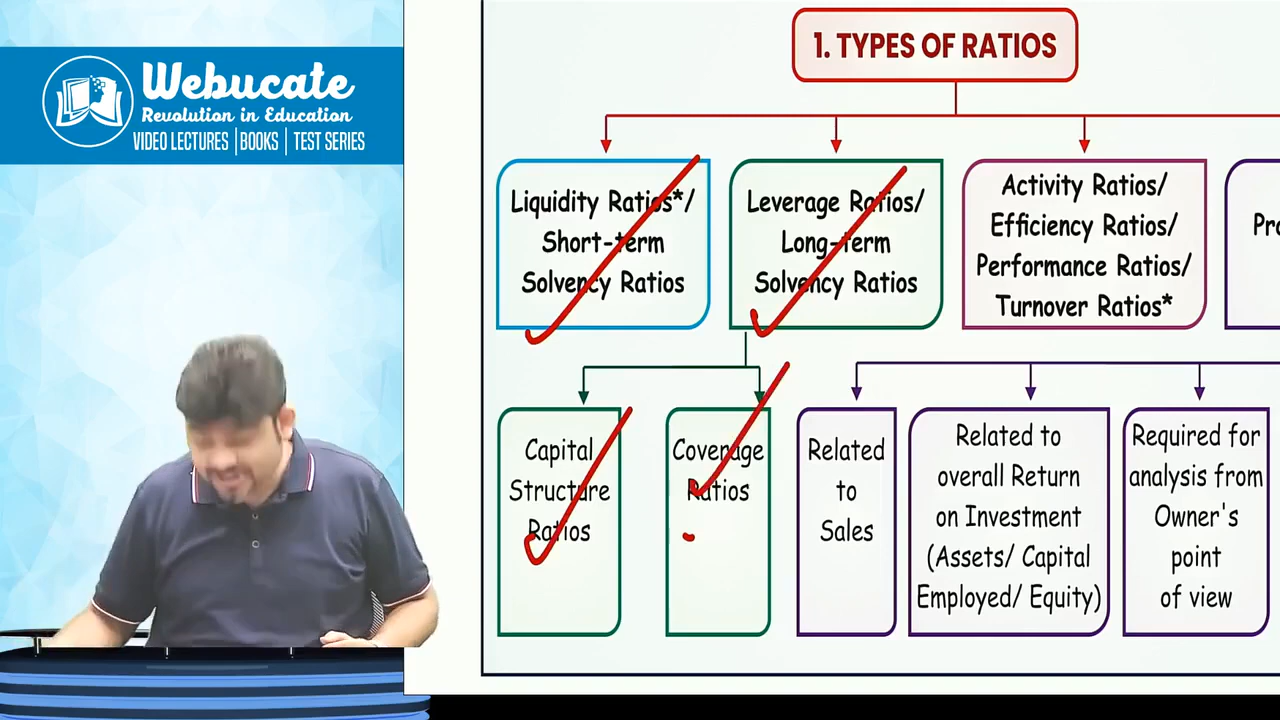 Webucate
Revolution in Education
VIDEO LECTURES | BOOKS | TEST SERIES
1. TYPES OF RATIOS
Liquidity Ratios*/
Short-term
Solvency Ratios
Leverage Ratios/
Long-term
Solvency Ratios
Activity Ratios/
Efficiency Ratios/
Performance Ratios/
Turnover Ratios*
Capital
Structure
Ratios
Coverage
Ratios
Related
to
Sales
Related to
overall Return
on Investment
(Assets/ Capital
Employed/ Equity)
Required for
analysis from
Owner's
point
of view